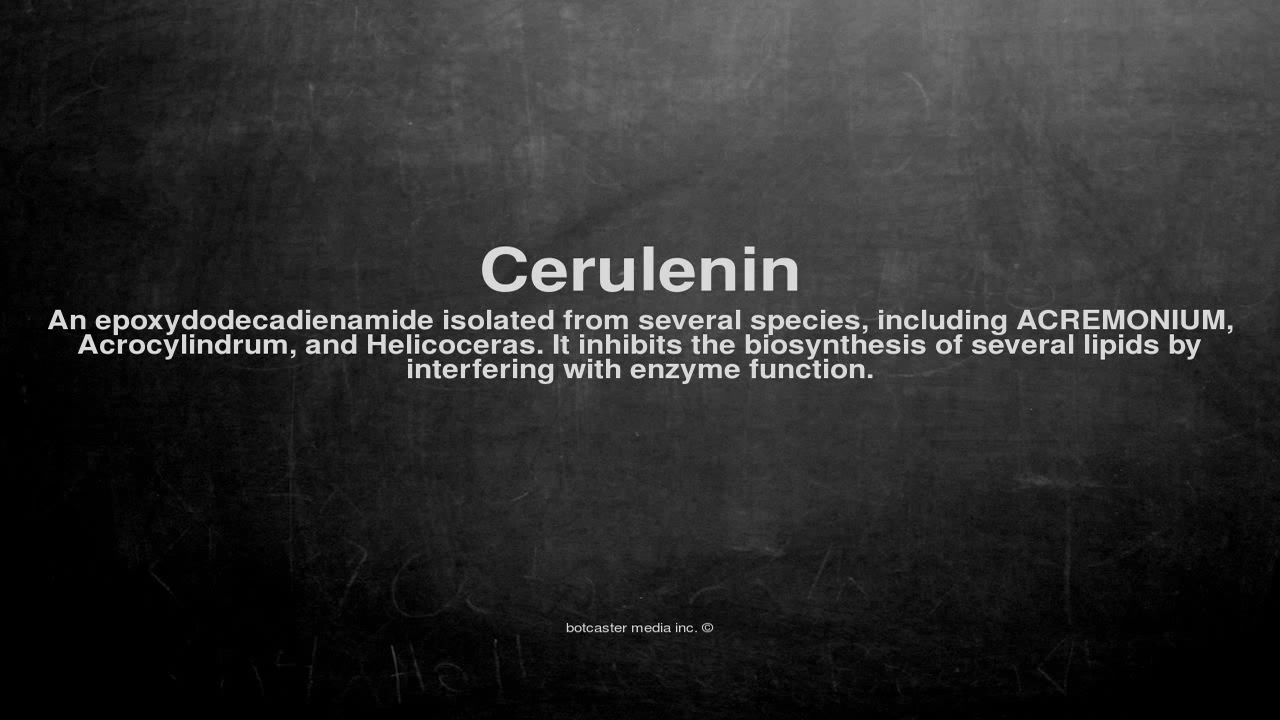 Cerulenin
An epoxydodecadienamide isolated from several species, including ACREMONIUM,
Acrocylindrum, and Helicoceras. It inhibits the biosynthesis of several lipids by
interfering with enzyme function.
botcaster media inc. ©